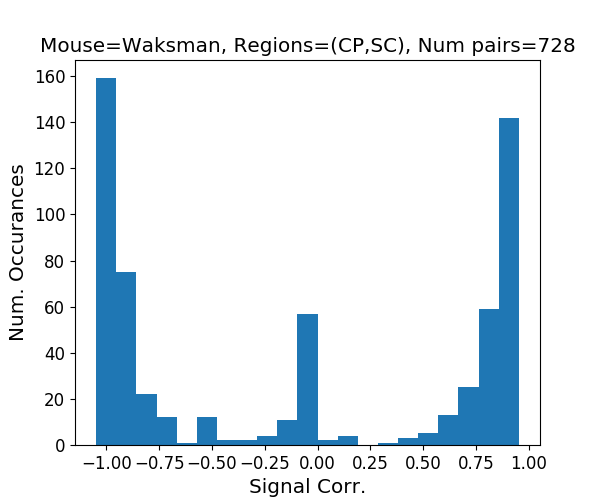 Mouse=Waksman, Regions=(CP,SC), Num pairs=728
160
140
120
100
80
60
40
20
0
Num. Occurances
−1.00 −0.75 −0.50 −0.25 0.00 0.25 0.50 0.75 1.00
Signal Corr.